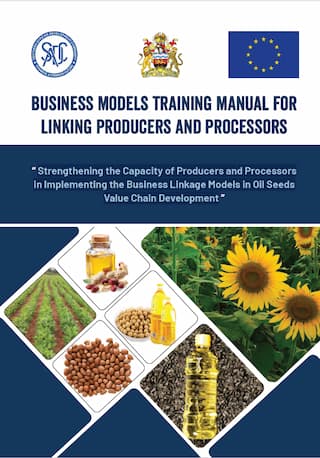 BUSINESS MODELS TRAINING MANUAL FOR
LINKING PRODUCERS AND PROCESSORS
“ Strengthening the Capacity of Producers and Processors
in Implementing the Business Linkage Models in Oil Seeds
Value Chain Development ”